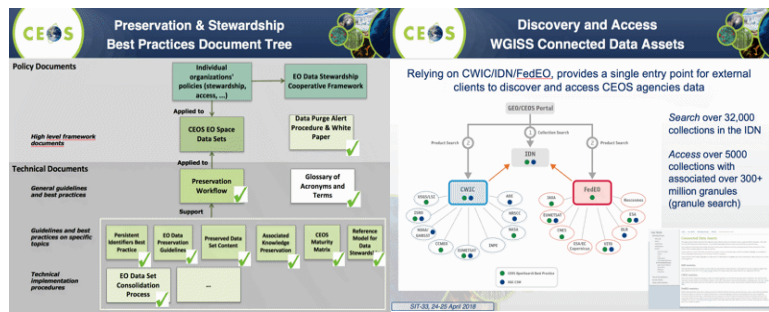 CEOS
Preservation & Stewardship
Best Practices Document Tree
Policy Documents
Individual
organizations'
policies (stewardship,
access, ...)
EO Data Stewardship
Cooperative Framework
Applied to
High level framework
documents
CEOS EO Space
Data Sets
Data Purge Alert
Procedure & White
Paper
Applied to
Technical Documents
General guidelines
and best practices
Preservation
Workflow
Glossary of
Acronyms and
Terms
Support
Guidelines and best
practices on specific
topics
Persistent
Identifiers Best
Practice
EO Data
Preservation
Guidelines
Preserved Data
Set Content
Associated
Knowledge
Preservation
CEOS
Maturity
Matrix
Reference
Model for
Data
Stewardshi
Technical
implementation
procedures
EO Data Set
Consolidation
Process
...
CEOS
Discovery and Access
WGISS Connected Data Assets
Relying on CWIC/IDN/FedEO, provides a single entry point for external
clients to discover and access CEOS agencies data
GEO/CEOS Portal
Product Search
2
1
Collection Search
2
Product Search
IDN
CWIC
FedEO
EUMETSAT
INPE
EUMETSAT
Search over 32,000
collections in the IDN
Access over 5000
collections with
associated over 300+
million granules
(granule search)
SIT-33, 24-25 April 2018